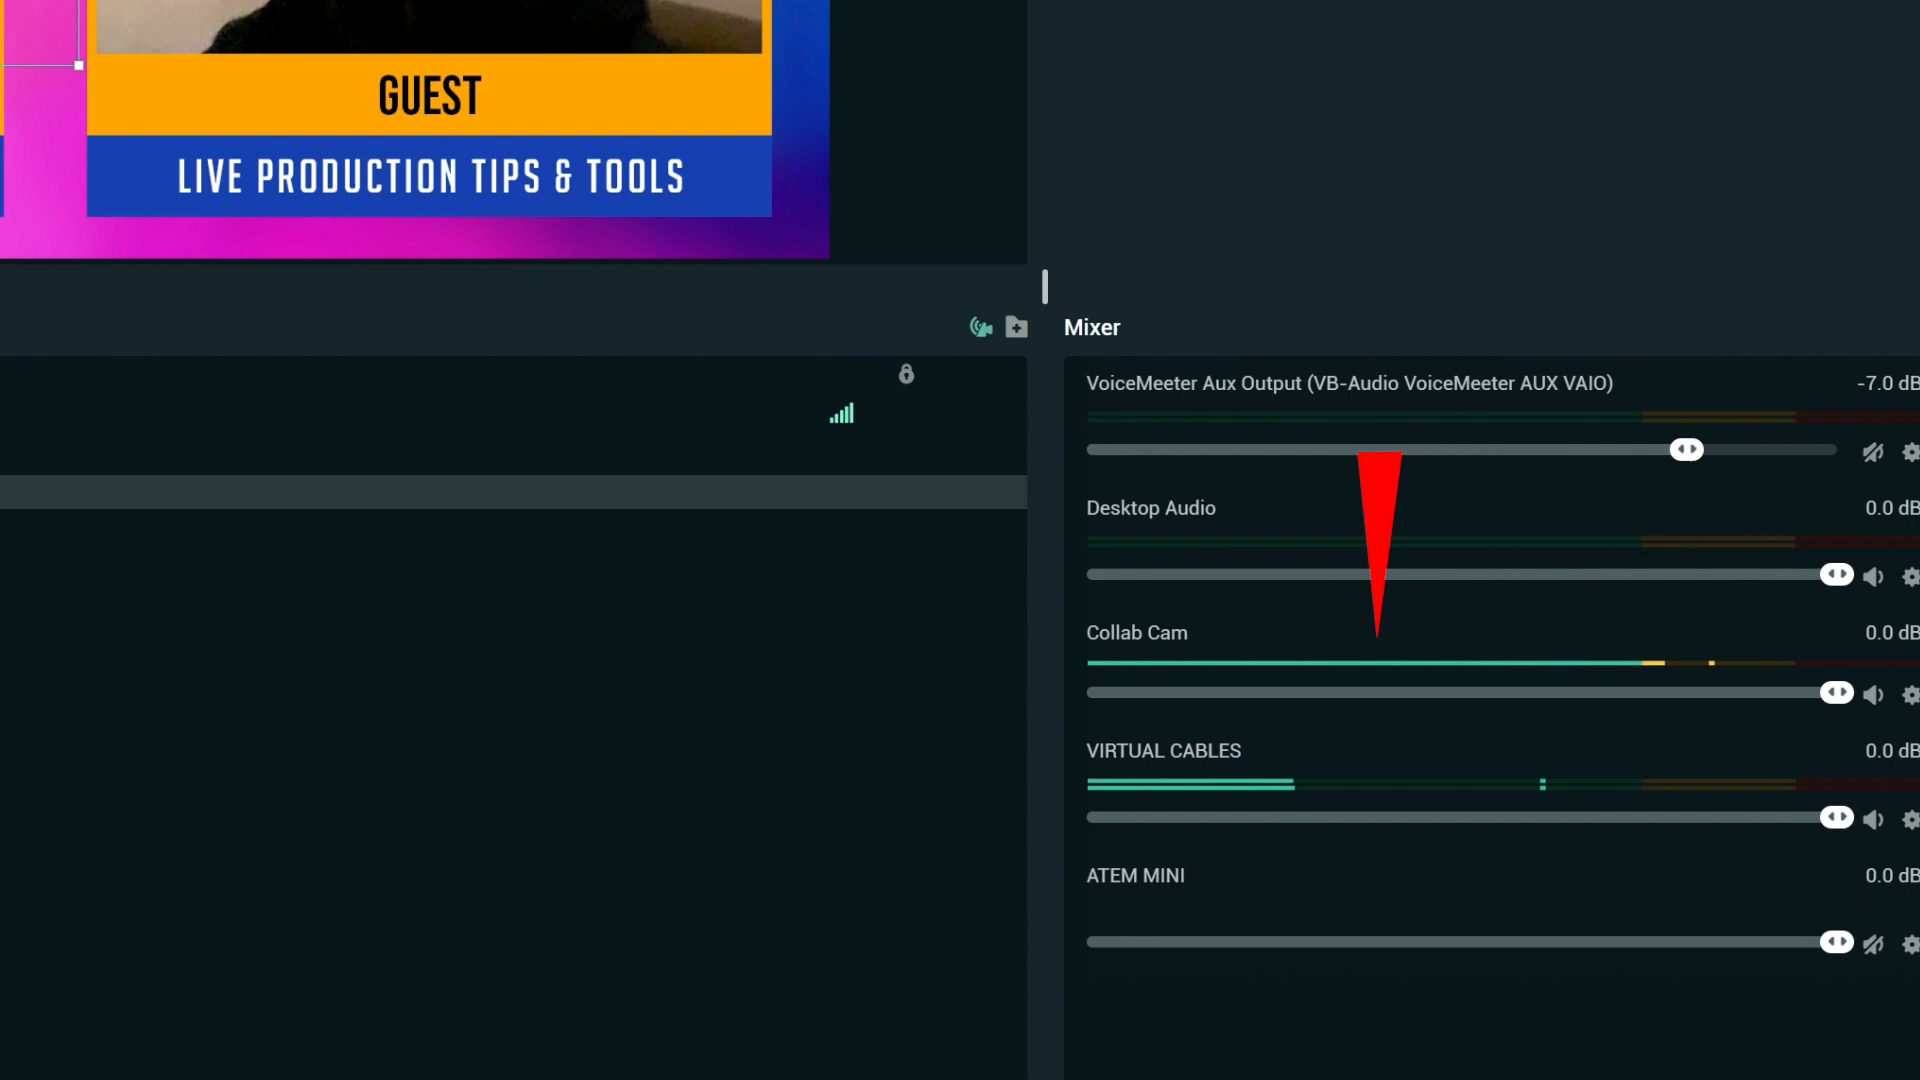 GUEST
LIVE PRODUCTION TIPS & TOOLS
Mixer
VoiceMeeter Aux Output (VB-Audio VoiceMeeter AUX VAIO)
-7.0 dB
Desktop Audio
0.0 dB
Collab Cam
0.0 dB
VIRTUAL CABLES
0.0 dB
ATEM MINI
0.0 dB